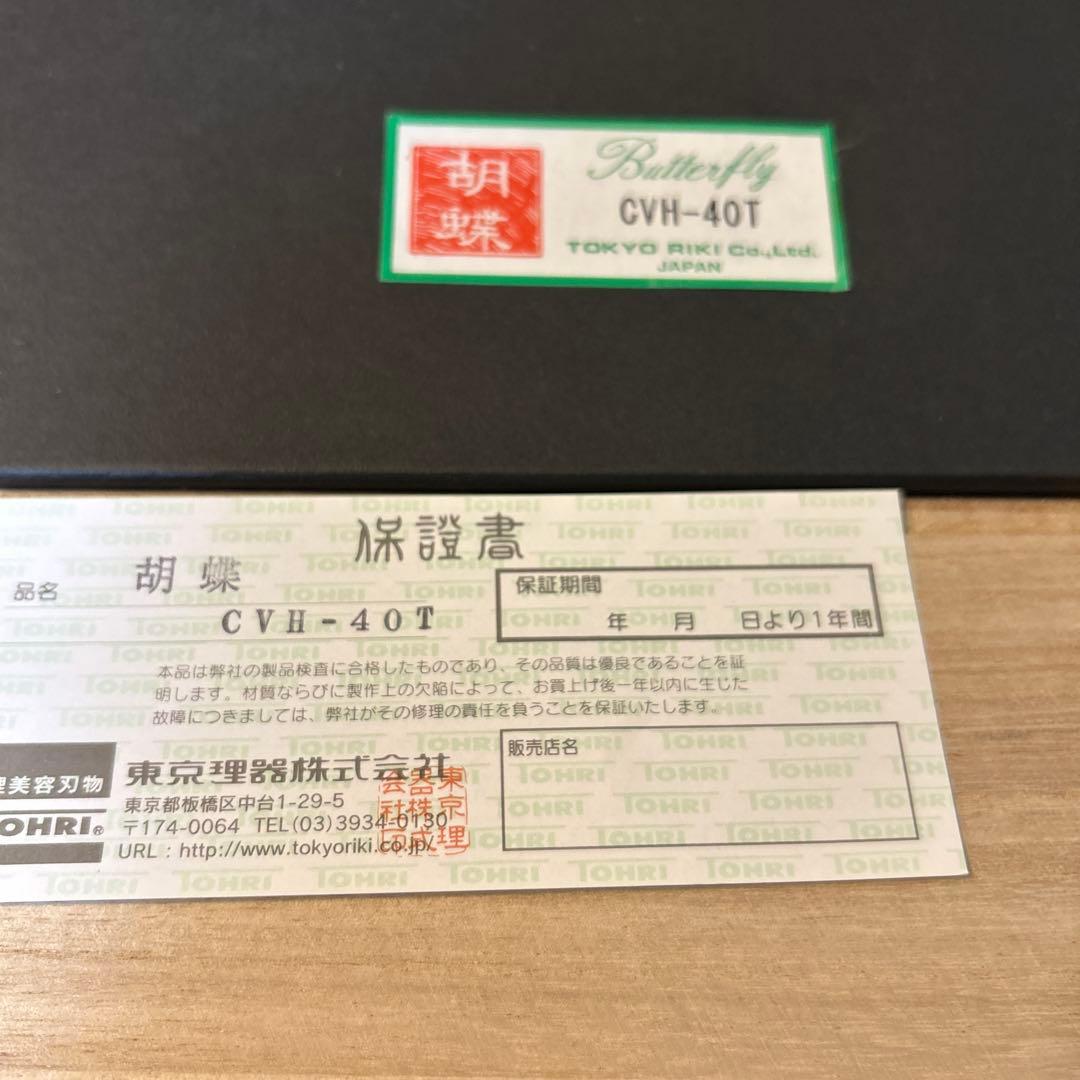 胡蝶
Butterfly
CVH-40T
TOKYO RIKI Co.,Ltd.
JAPAN
保證書
品名 胡蝶
CVH-40T
保証期間
年 月 日より1年間
本品は弊社の製品検査に合格したものであり、その品質は優良であることを証
明します。材質ならびに製作上の欠陥によって、お買上げ後一年以内に生じた
故障につきましては、弊社がその修理の責任を負うことを保証いたします。
販売店名
理美容刃物
TOHRI®
東京理器株式会社
東京都板橋区中台1-29-5
〒174-0064 TEL(03)3934-0130
URL : http://www.tokyoriki.co.jp/